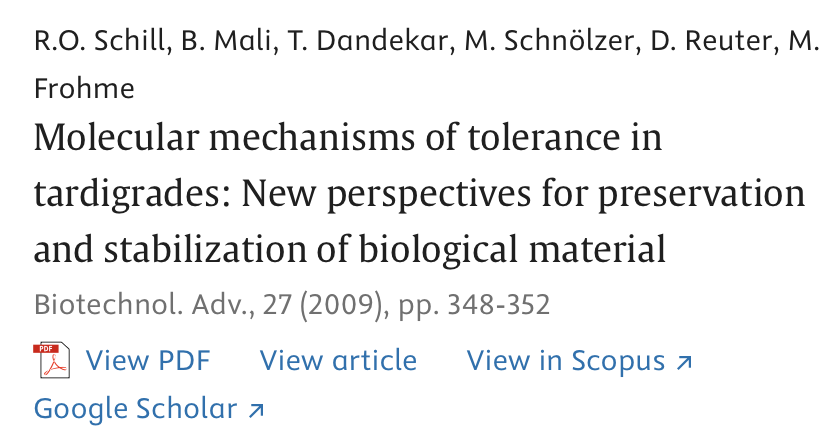 R.O. Schill, B. Mali, T. Dandekar, M. Schnölzer, D. Reuter, M.
Frohme
Molecular mechanisms of tolerance in
tardigrades: New perspectives for preservation
and stabilization of biological material
Biotechnol. Adv., 27 (2009), pp. 348-352
PDF View PDF View article View in Scopus ↗
Google Scholar ↗